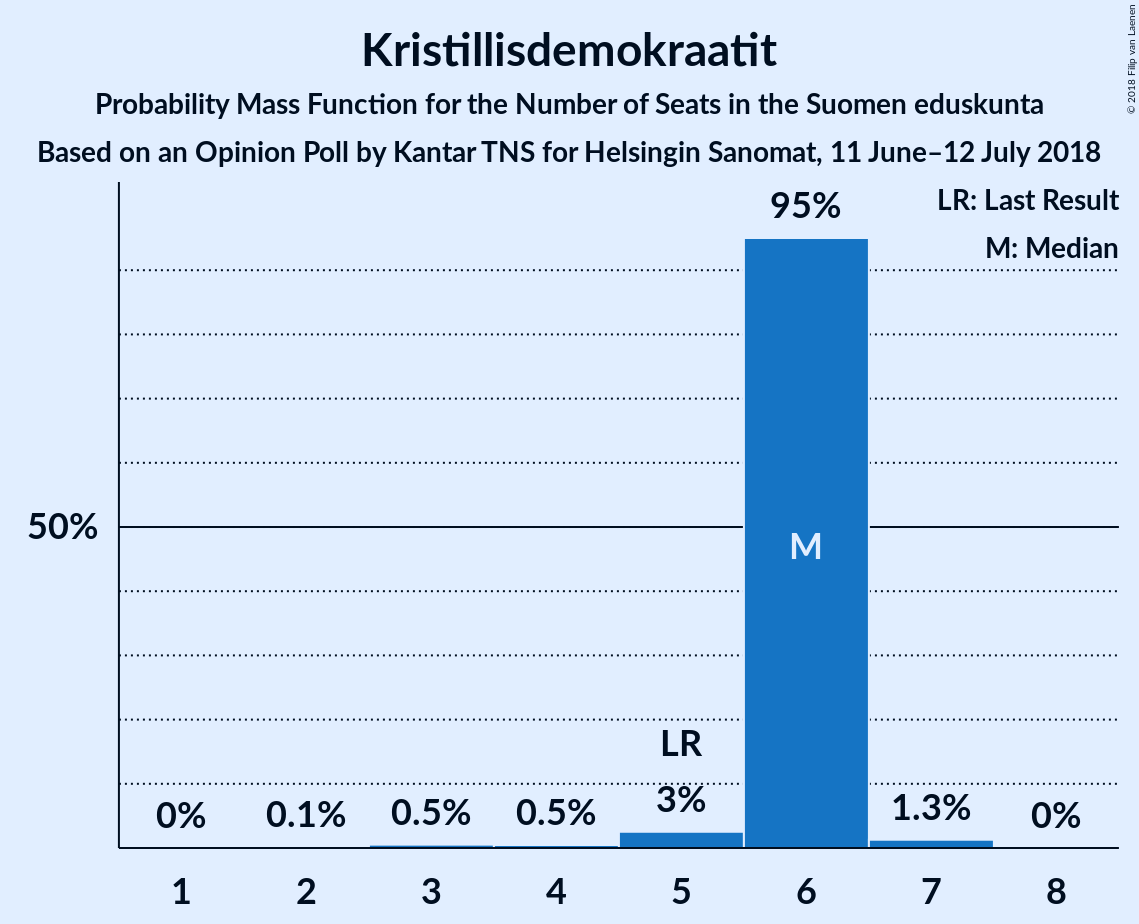 Kristillisdemokraatit
Probability Mass Function for the Number of Seats in the Suomen eduskunta
Based on an Opinion Poll by Kantar TNS for Helsingin Sanomat, 11 June–12 July 2018
© 2018 Filip van Laenen
LR: Last Result
M: Median
95%
50%
M
LR
0%
0.1%
0.5%
0.5%
3%
1.3%
0%
1 2 3 4 5 6 7 8